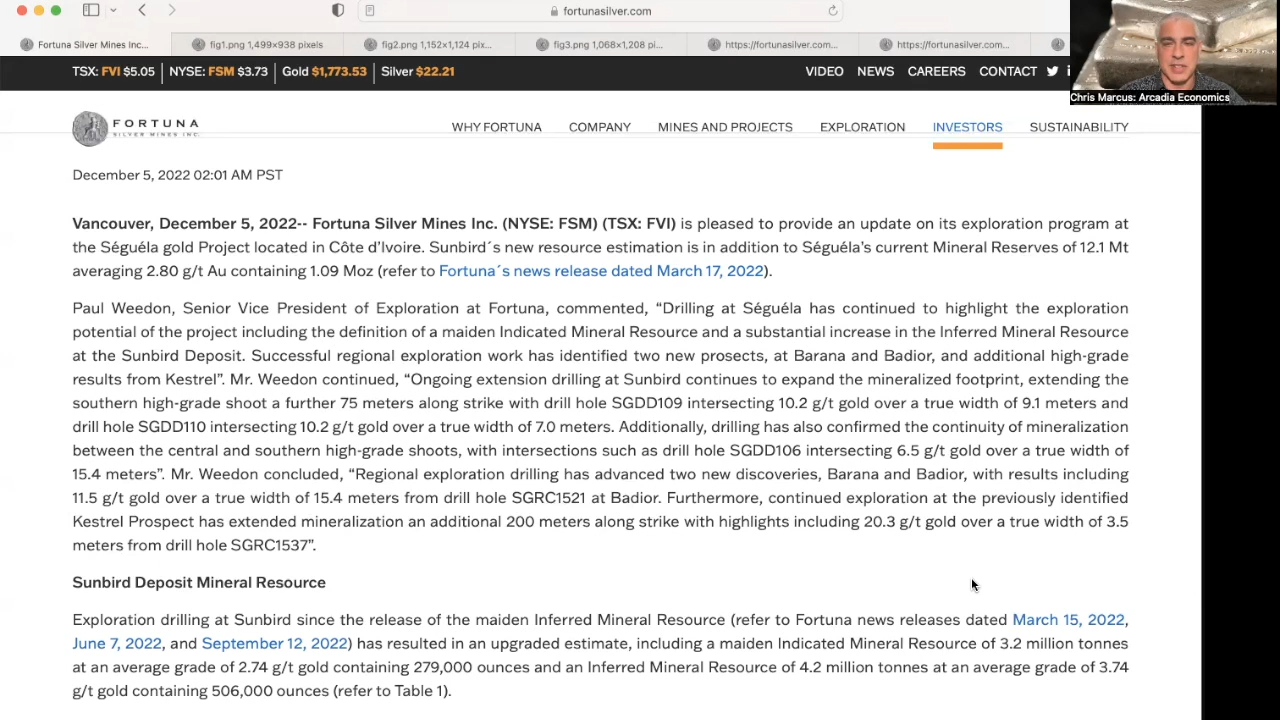 fortunasilver.com
Fortuna Silver Mines Inc...
fig1.png 1,499×938 pixels
fig2.png 1,152×1,124 pix...
fig3.png 1,068×1,208 pi...
https://fortunasilver.com...
https://fortunasilver.com...
TSX: FVI $5.05 | NYSE: FSM $3.73 | Gold $1,773.53 | Silver $22.21
VIDEO NEWS CAREERS CONTACT
Chris Marcus: Arcadia Economics
FORTUNA
SILVER MINES INC.
WHY FORTUNA COMPANY MINES AND PROJECTS EXPLORATION INVESTORS SUSTAINABILITY
December 5, 2022 02:01 AM PST
Vancouver, December 5, 2022-- Fortuna Silver Mines Inc. (NYSE: FSM) (TSX: FVI) is pleased to provide an update on its exploration program at
the Séguéla gold Project located in Côte d'Ivoire. Sunbird´s new resource estimation is in addition to Séguéla's current Mineral Reserves of 12.1 Mt
averaging 2.80 g/t Au containing 1.09 Moz (refer to Fortuna´s news release dated March 17, 2022).
Paul Weedon, Senior Vice President of Exploration at Fortuna, commented, “Drilling at Séguéla has continued to highlight the exploration
potential of the project including the definition of a maiden Indicated Mineral Resource and a substantial increase in the Inferred Mineral Resource
at the Sunbird Deposit. Successful regional exploration work has identified two new prosects, at Barana and Badior, and additional high-grade
results from Kestrel”. Mr. Weedon continued, “Ongoing extension drilling at Sunbird continues to expand the mineralized footprint, extending the
southern high-grade shoot a further 75 meters along strike with drill hole SGDD109 intersecting 10.2 g/t gold over a true width of 9.1 meters and
drill hole SGDD110 intersecting 10.2 g/t gold over a true width of 7.0 meters. Additionally, drilling has also confirmed the continuity of mineralization
between the central and southern high-grade shoots, with intersections such as drill hole SGDD106 intersecting 6.5 g/t gold over a true width of
15.4 meters”. Mr. Weedon concluded, “Regional exploration drilling has advanced two new discoveries, Barana and Badior, with results including
11.5 g/t gold over a true width of 15.4 meters from drill hole SGRC1521 at Badior. Furthermore, continued exploration at the previously identified
Kestrel Prospect has extended mineralization an additional 200 meters along strike with highlights including 20.3 g/t gold over a true width of 3.5
meters from drill hole SGRC1537”.
Sunbird Deposit Mineral Resource
Exploration drilling at Sunbird since the release of the maiden Inferred Mineral Resource (refer to Fortuna news releases dated March 15, 2022,
June 7, 2022, and September 12, 2022) has resulted in an upgraded estimate, including a maiden Indicated Mineral Resource of 3.2 million tonnes
at an average grade of 2.74 g/t gold containing 279,000 ounces and an Inferred Mineral Resource of 4.2 million tonnes at an average grade of 3.74
g/t gold containing 506,000 ounces (refer to Table 1).